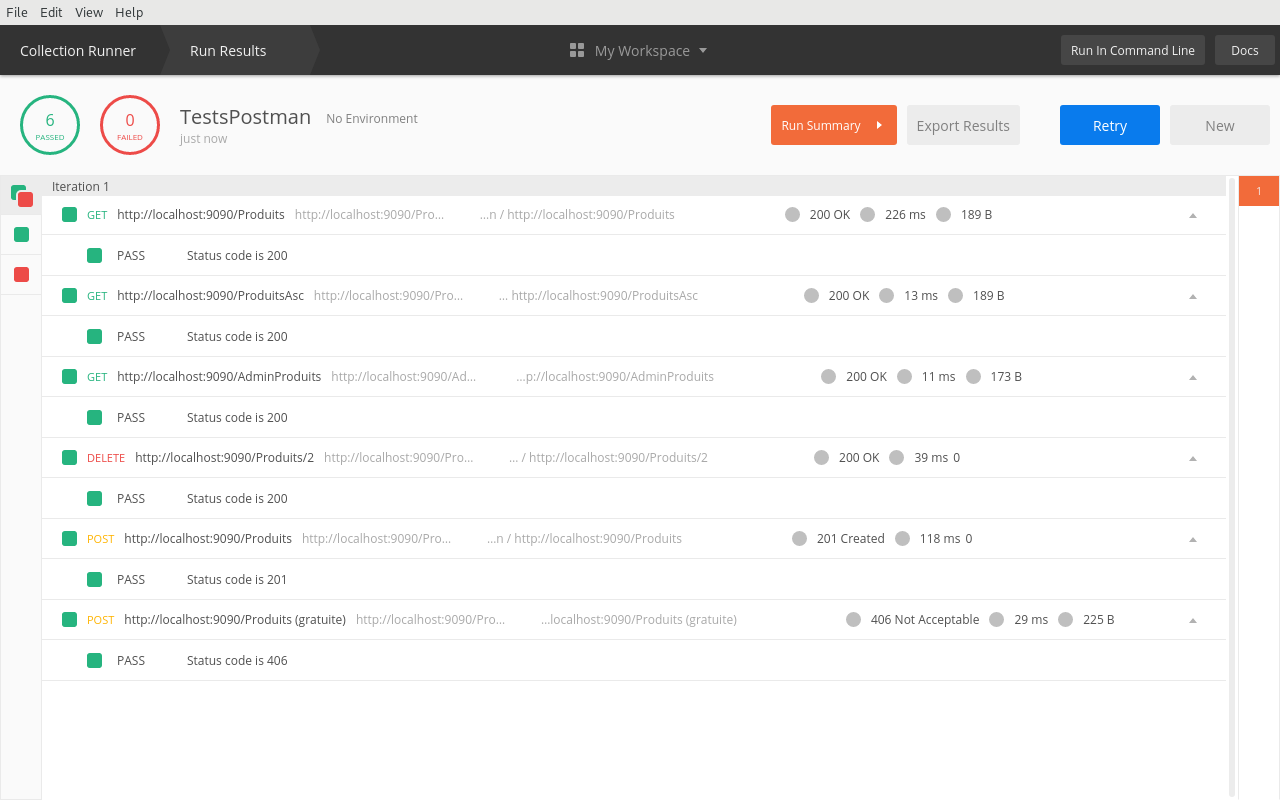 File Edit View Help
Collection Runner Run Results My Workspace Run In Command Line Docs
6 PASSED 0 FAILED TestsPostman No Environment just now Run Summary Export Results Retry New
Iteration 1 1
GET http://localhost:9090/Produits http://localhost:9090/Pro... ...n / http://localhost:9090/Produits 200 OK 226 ms 189 B
PASS Status code is 200
GET http://localhost:9090/ProduitsAsc http://localhost:9090/Pro... ... http://localhost:9090/ProduitsAsc 200 OK 13 ms 189 B
PASS Status code is 200
GET http://localhost:9090/AdminProduits http://localhost:9090/Ad... ...p://localhost:9090/AdminProduits 200 OK 11 ms 173 B
PASS Status code is 200
DELETE http://localhost:9090/Produits/2 http://localhost:9090/Pro... ... / http://localhost:9090/Produits/2 200 OK 39 ms 0
PASS Status code is 200
POST http://localhost:9090/Produits http://localhost:9090/Pro... ...n / http://localhost:9090/Produits 201 Created 118 ms 0
PASS Status code is 201
POST http://localhost:9090/Produits (gratuite) http://localhost:9090/Pro... ...localhost:9090/Produits (gratuite) 406 Not Acceptable 29 ms 225 B
PASS Status code is 406